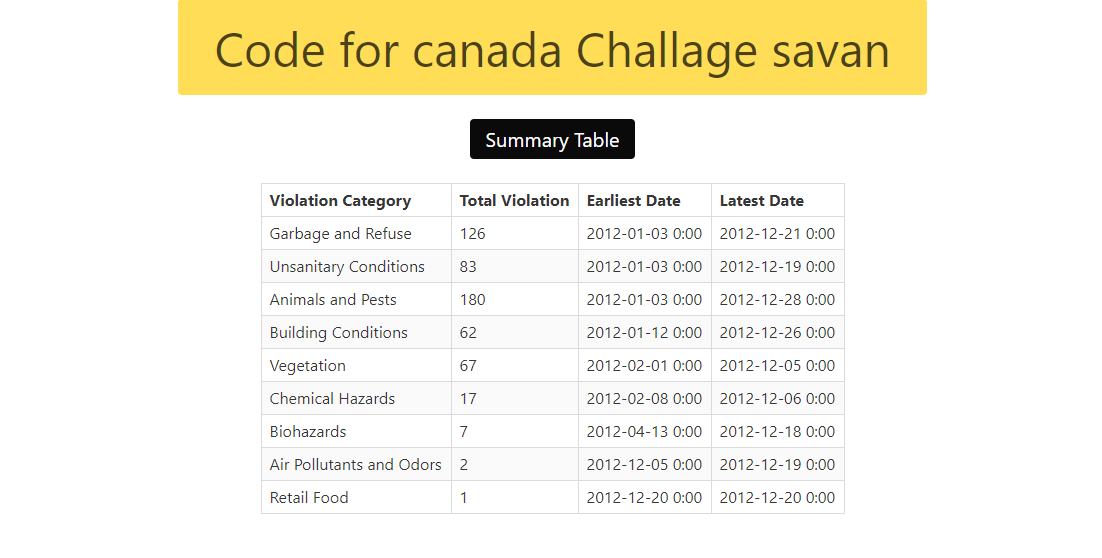 Code for canada Challage savan
Summary Table
Violation Category Total Violation Earliest Date Latest Date
Garbage and Refuse 126 2012-01-03 0:00 2012-12-21 0:00
Unsanitary Conditions 83 2012-01-03 0:00 2012-12-19 0:00
Animals and Pests 180 2012-01-03 0:00 2012-12-28 0:00
Building Conditions 62 2012-01-12 0:00 2012-12-26 0:00
Vegetation 67 2012-02-01 0:00 2012-12-05 0:00
Chemical Hazards 17 2012-02-08 0:00 2012-12-06 0:00
Biohazards 7 2012-04-13 0:00 2012-12-18 0:00
Air Pollutants and Odors 2 2012-12-05 0:00 2012-12-19 0:00
Retail Food 1 2012-12-20 0:00 2012-12-20 0:00